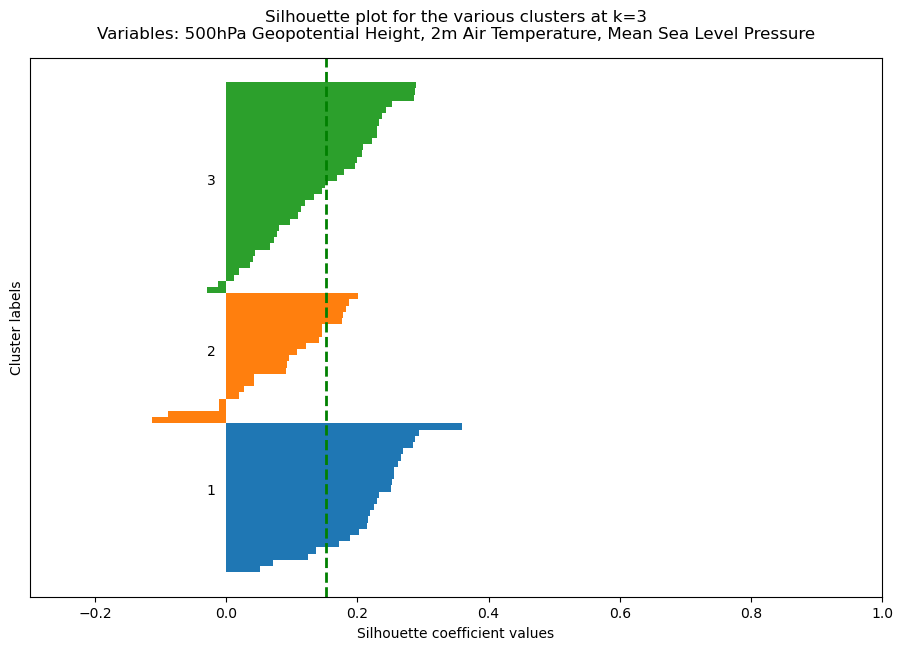 Silhouette plot for the various clusters at k=3
Variables: 500hPa Geopotential Height, 2m Air Temperature, Mean Sea Level Pressure
Cluster labels
3
2
1
−0.2
0.0
0.2
0.4
0.6
0.8
1.0
Silhouette coefficient values